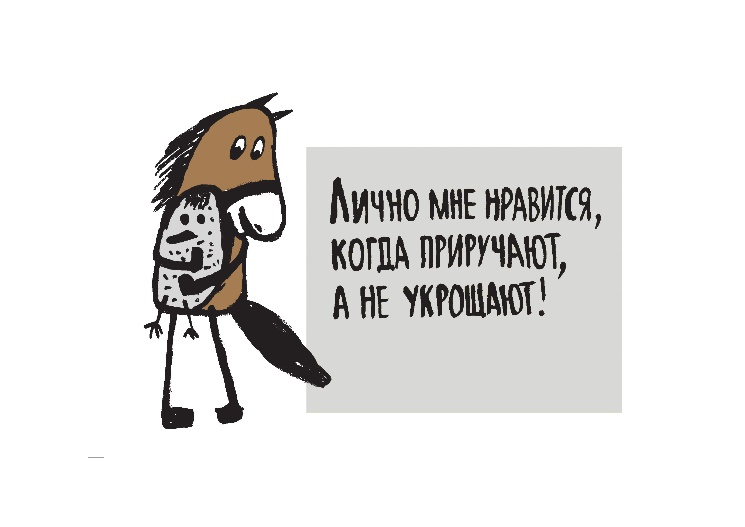 Лично мне нравится,
когда приручают,
а не укрощают!